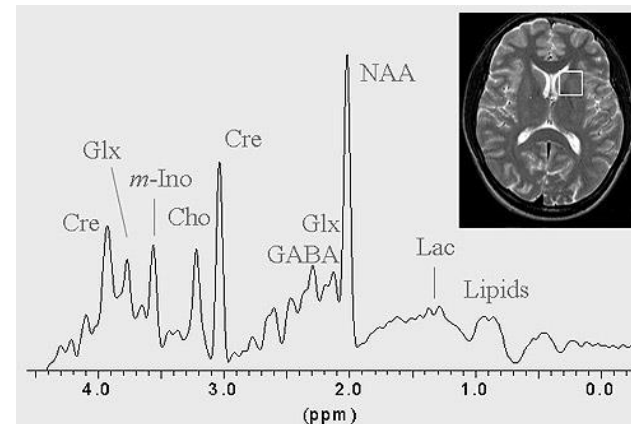 NAA
Cre
Glx
m-Ino
Cre
Cho
Glx
GABA
Lac
Lipids
4.0 3.0 2.0 1.0 0.0
(ppm)